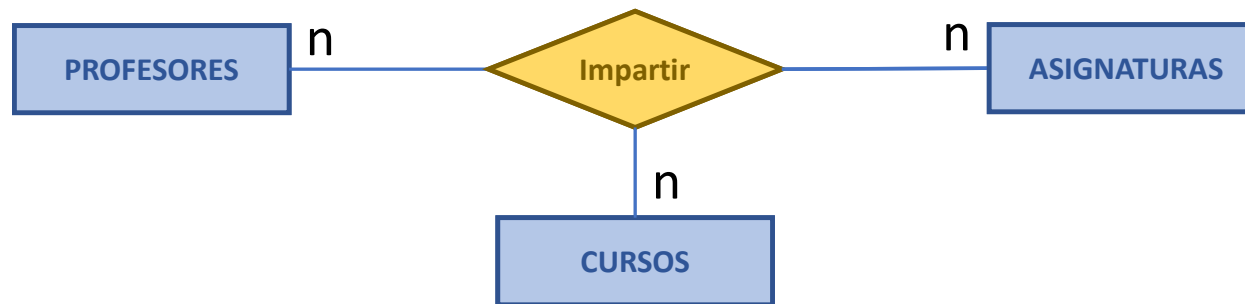 n
n
PROFESORES
Impartir
ASIGNATURAS
n
CURSOS